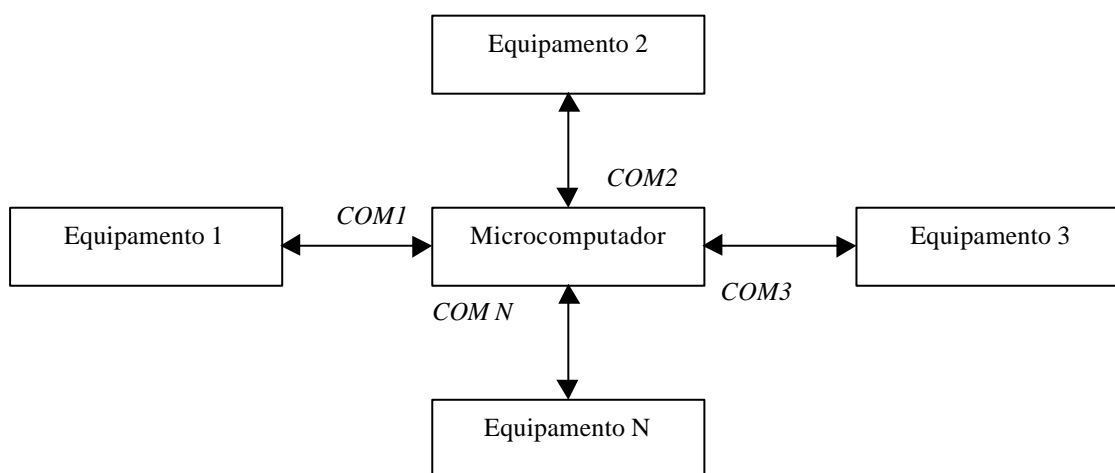 Equipamento 2
COM2
COM1
Equipamento 1
Microcomputador
Equipamento 3
COM N
COM3
Equipamento N